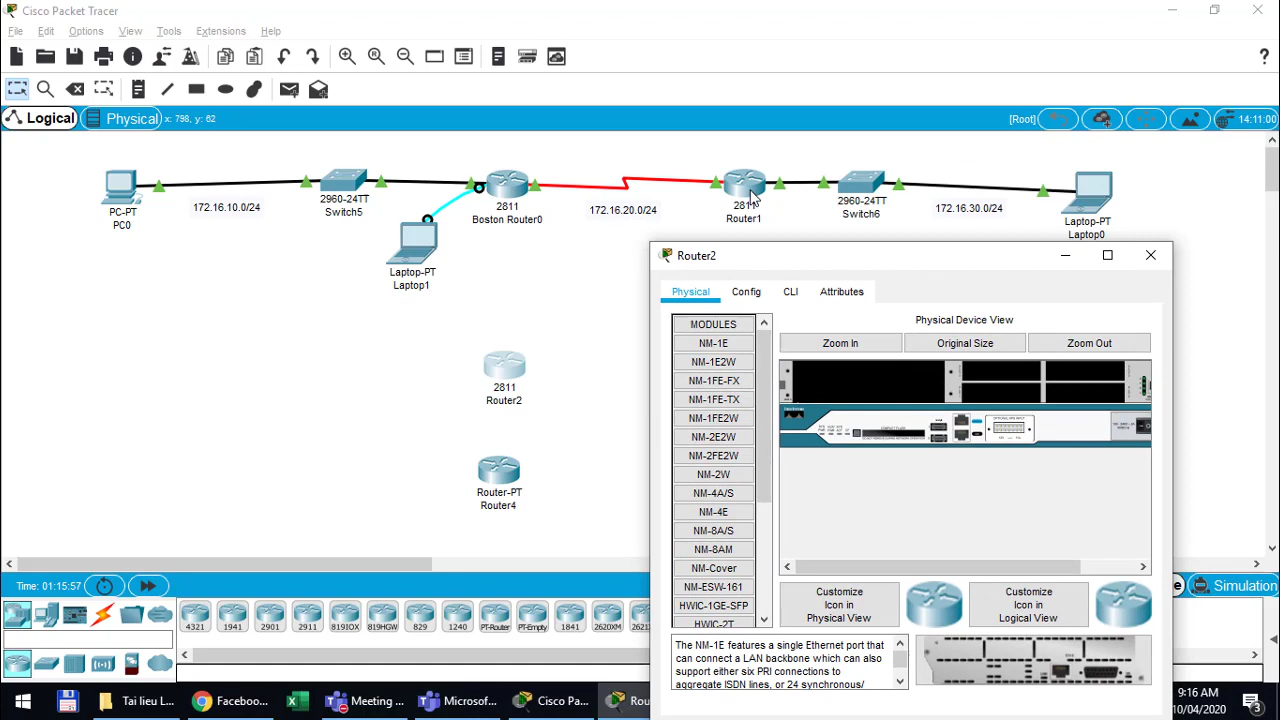 Cisco Packet Tracer
File Edit Options View Tools Extensions Help
Logical Physical x: 798, y: 62 [Root] 14:11:00
PC-PT
PC0
172.16.10.0/24
2960-24TT
Switch5
2811
Boston Router0
172.16.20.0/24
Router1
2960-24TT
Switch6
172.16.30.0/24
Laptop-PT
Laptop0
Laptop-PT
Laptop1
2811
Router2
Router-PT
Router4
Router2
Physical Config CLI Attributes
MODULES
NM-1E
NM-1E2W
NM-1FE-FX
NM-1FE-TX
NM-1FE2W
NM-2E2W
NM-2FE2W
NM-2W
NM-4A/S
NM-4E
NM-8A/S
NM-8AM
NM-Cover
NM-ESW-161
HWIC-1GE-SFP
HWIC-2T
Physical Device View
Zoom In Original Size Zoom Out
Customize
Icon in
Physical View
Customize
Icon in
Logical View
The NM-1E features a single Ethernet port that
can connect a LAN backbone which can also
support either six PRI connections to
aggregate ISDN lines, or 24 synchronous/
Time: 01:15:57 Simulation
4321 1941 2901 2911 819IOX 819HGW 829 1240 PT-Router PT-Empty 1841 2620XM
Tai lieu L... Faceboo... Meeting ... Microsof... Cisco Pa... Rou
9:16 AM
10/04/2020
3